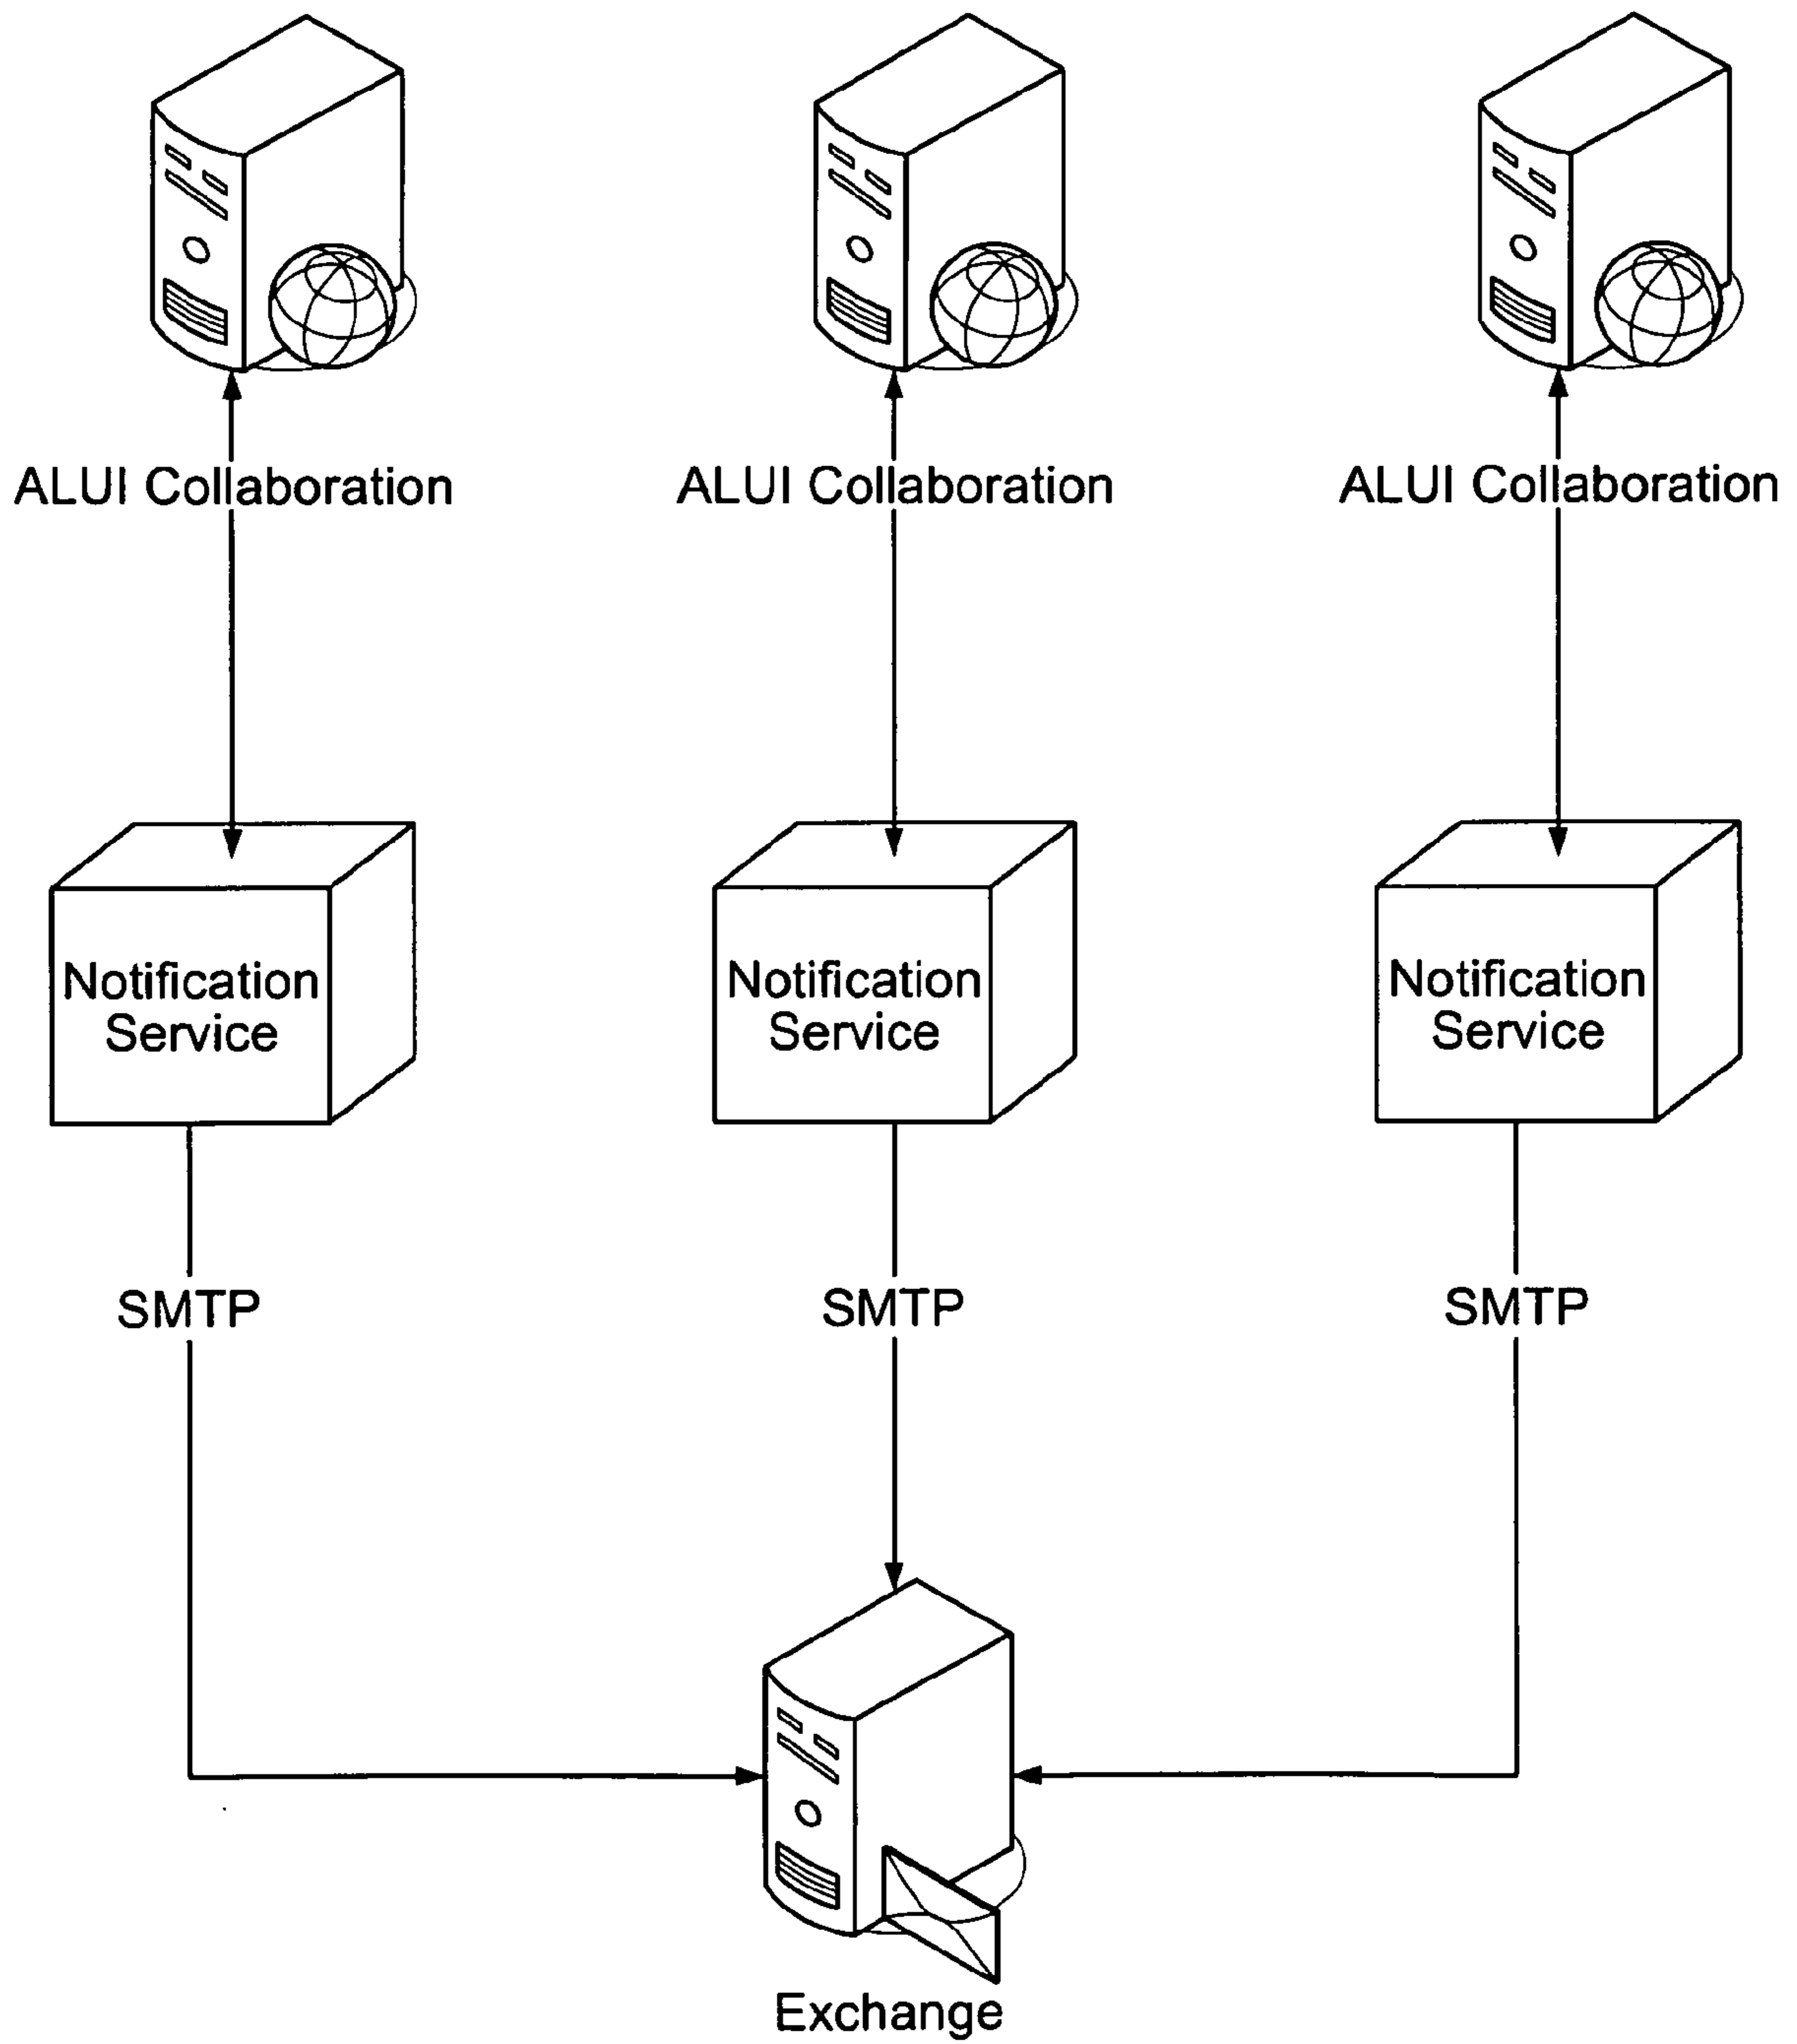 ALUI Collaboration
ALUI Collaboration
ALUI Collaboration
Notification
Service
Notification
Service
Notification
Service
SMTP
SMTP
SMTP
Exchange